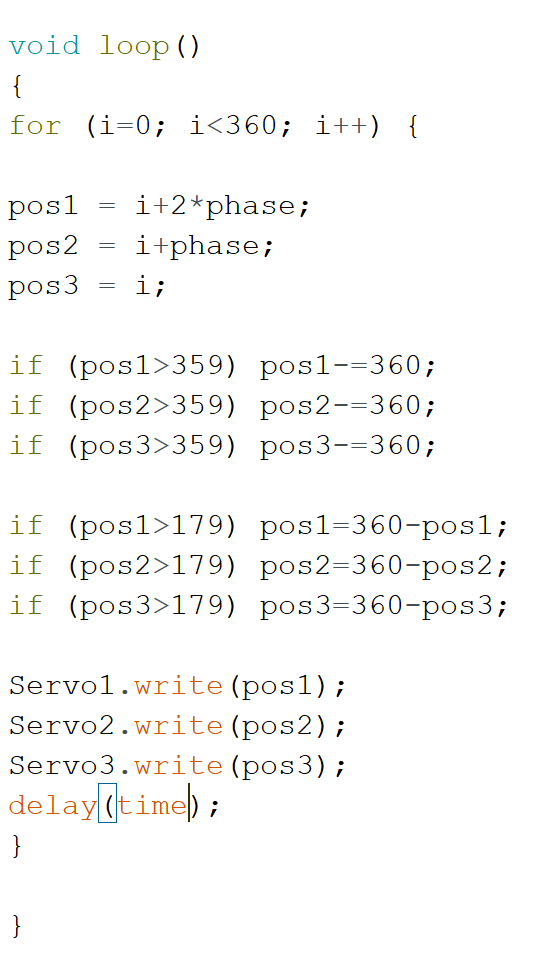 void loop()
{
for (i=0; i<360; i++) {
pos1 = i+2*phase;
pos2 = i+phase;
pos3 = i;
if (pos1>359) pos1-=360;
if (pos2>359) pos2-=360;
if (pos3>359) pos3-=360;
if (pos1>179) pos1=360-pos1;
if (pos2>179) pos2=360-pos2;
if (pos3>179) pos3=360-pos3;
Servo1.write(pos1);
Servo2.write(pos2);
Servo3.write(pos3);
delay(time);
}
}